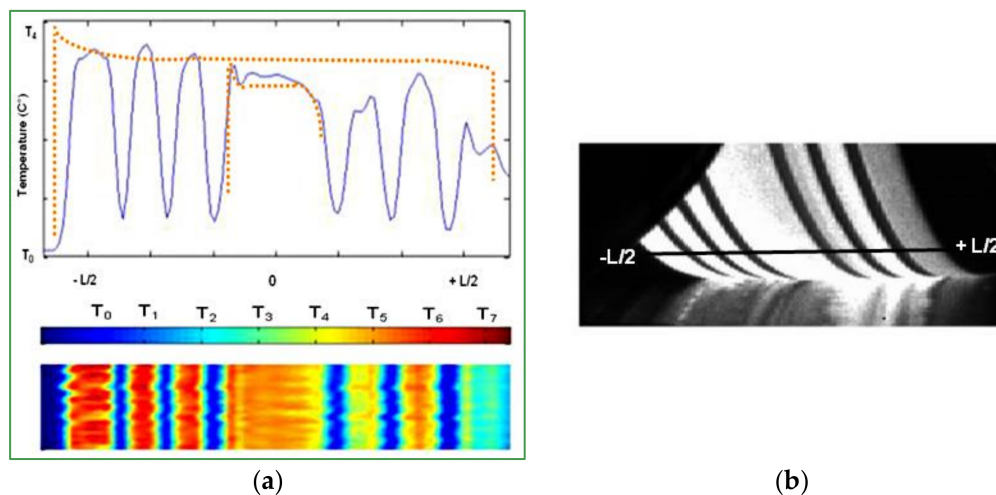 T4
Temperature (C°)
T0
- L/2 0 + L/2
T0 T1 T2 T3 T4 T5 T6 T7
-L/2 + L/2
(a) (b)